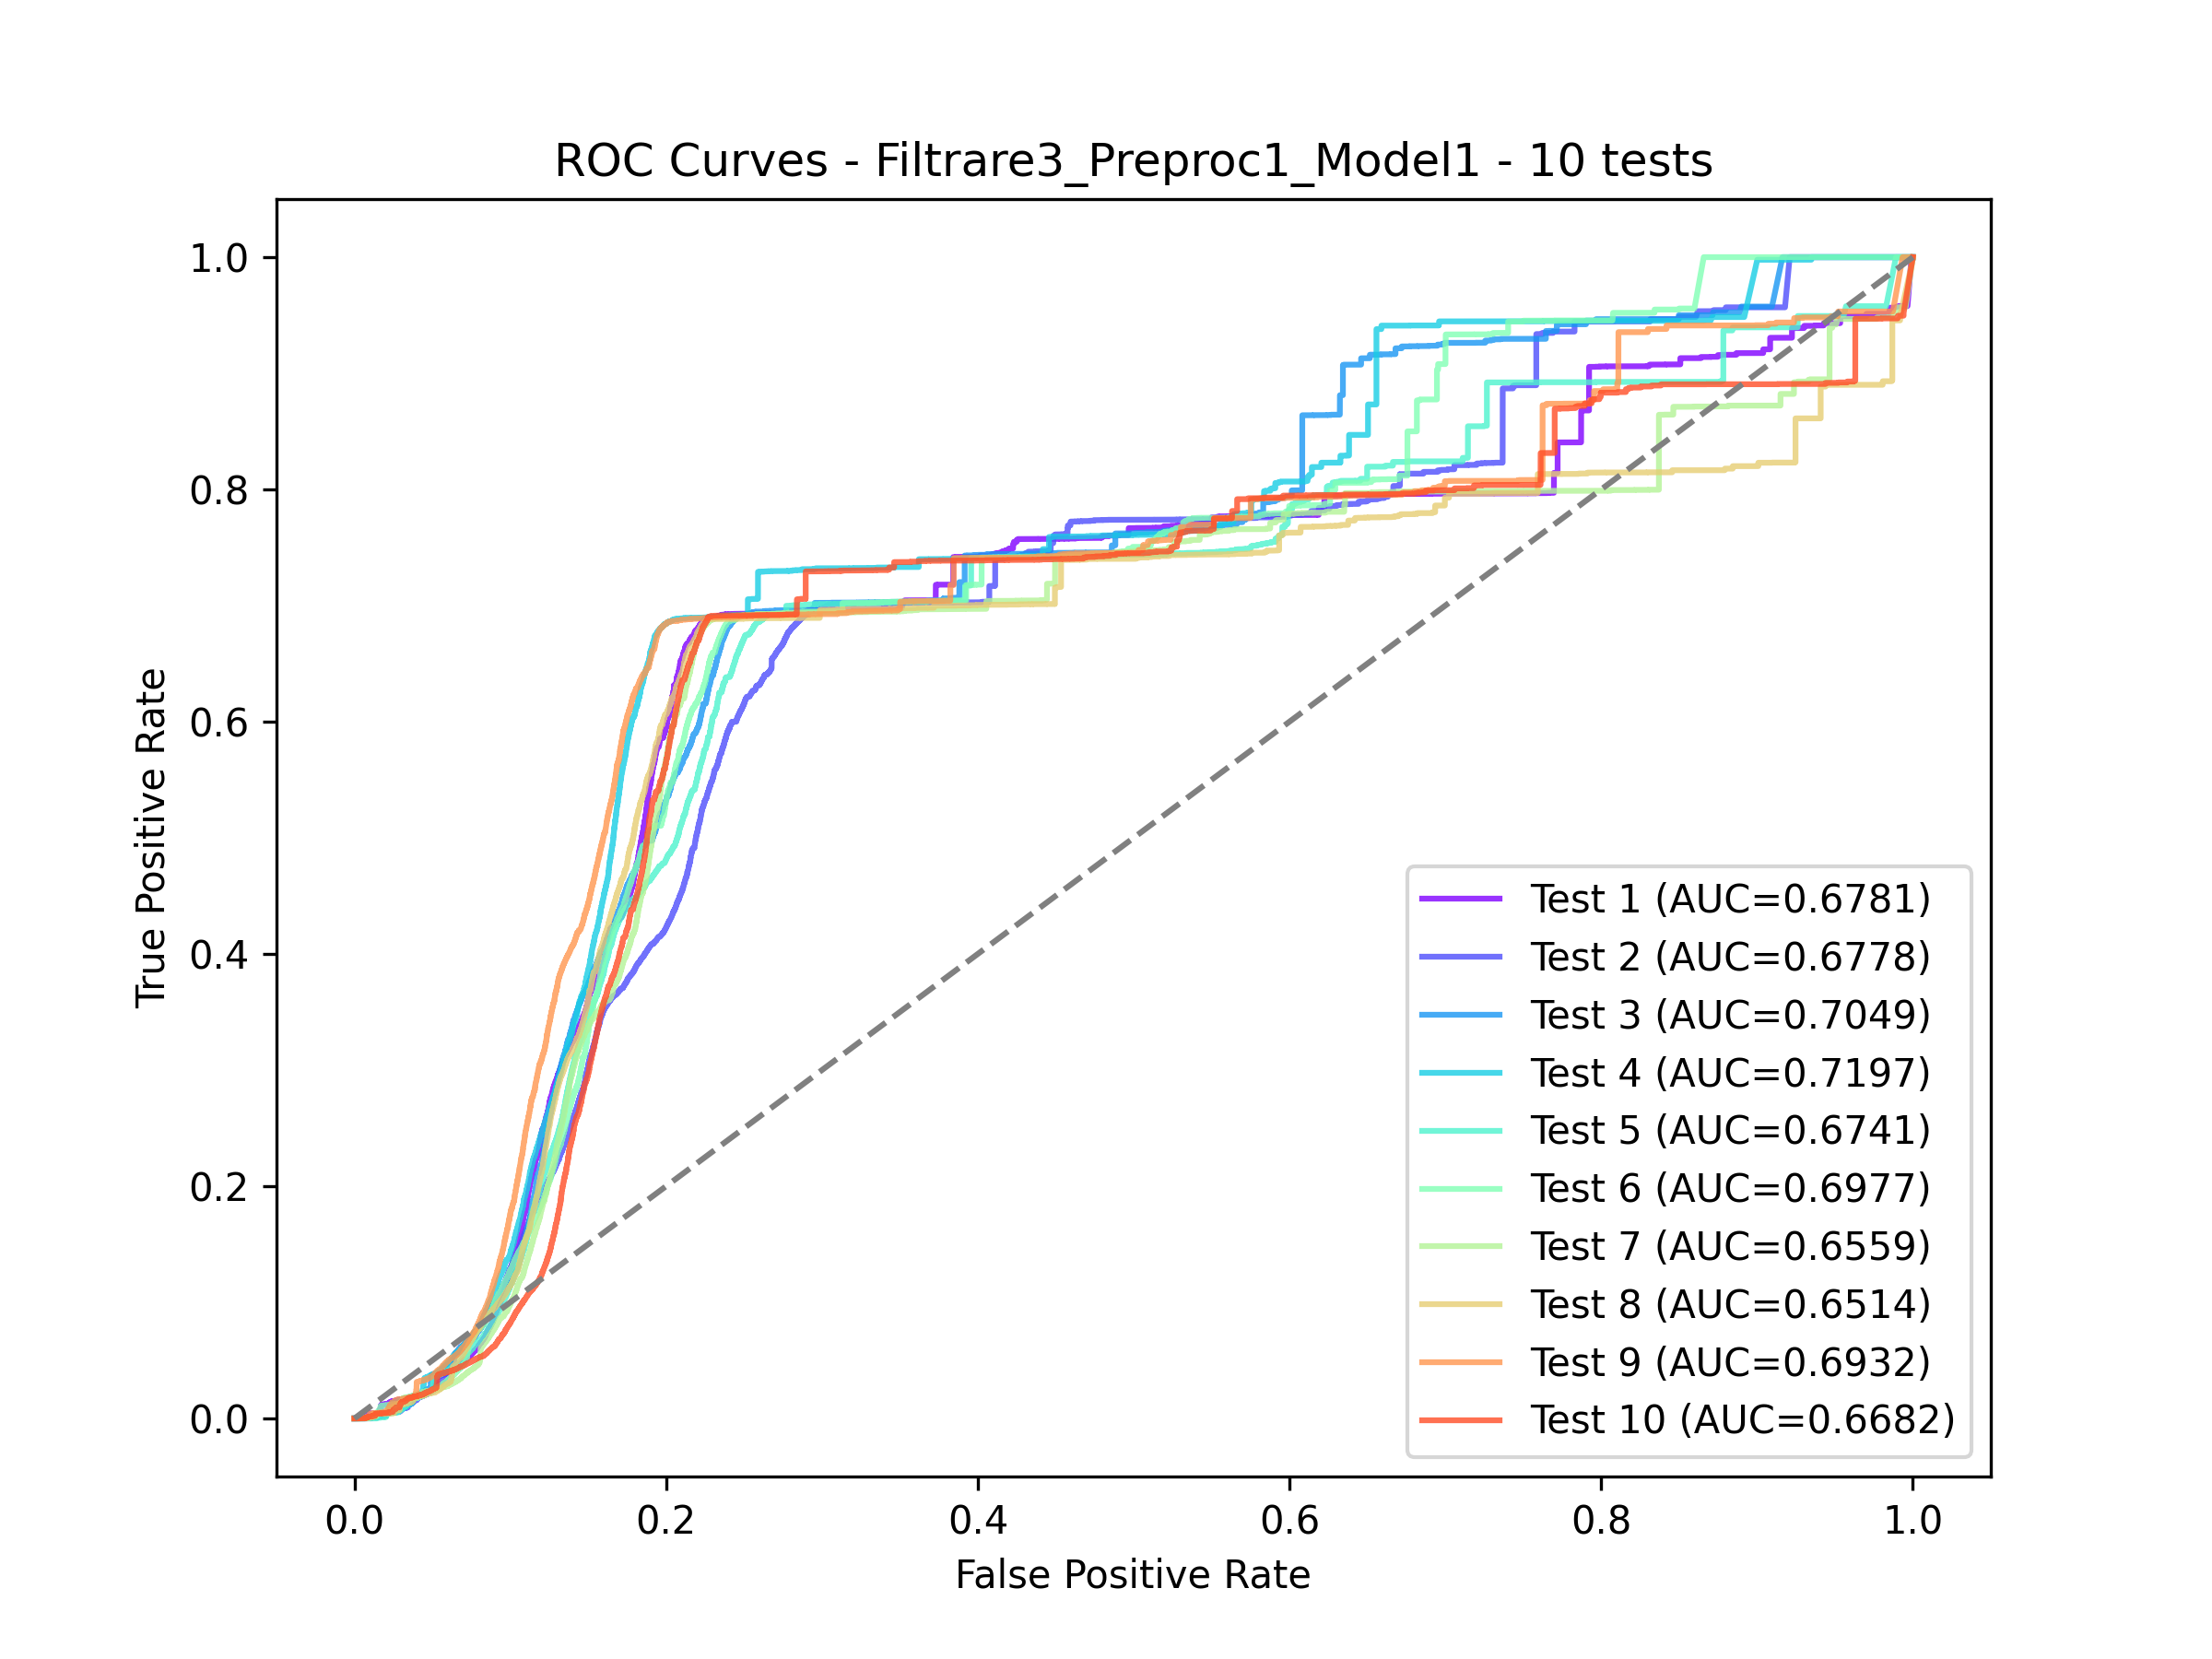 ROC Curves - Filtrare3_Preproc1_Model1 - 10 tests
True Positive Rate
1.0
0.8
0.6
0.4
0.2
0.0
Test 1 (AUC=0.6781)
Test 2 (AUC=0.6778)
Test 3 (AUC=0.7049)
Test 4 (AUC=0.7197)
Test 5 (AUC=0.6741)
Test 6 (AUC=0.6977)
Test 7 (AUC=0.6559)
Test 8 (AUC=0.6514)
Test 9 (AUC=0.6932)
Test 10 (AUC=0.6682)
0.0 0.2 0.4 0.6 0.8 1.0
False Positive Rate